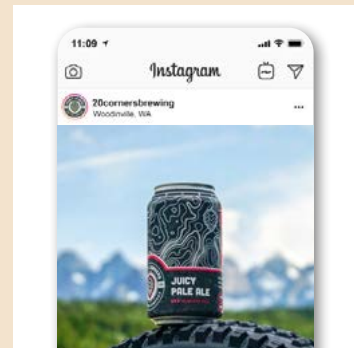 11:09
Instagram
20cornersbrewing
Woodinville, WA
JUICY
PALE ALE